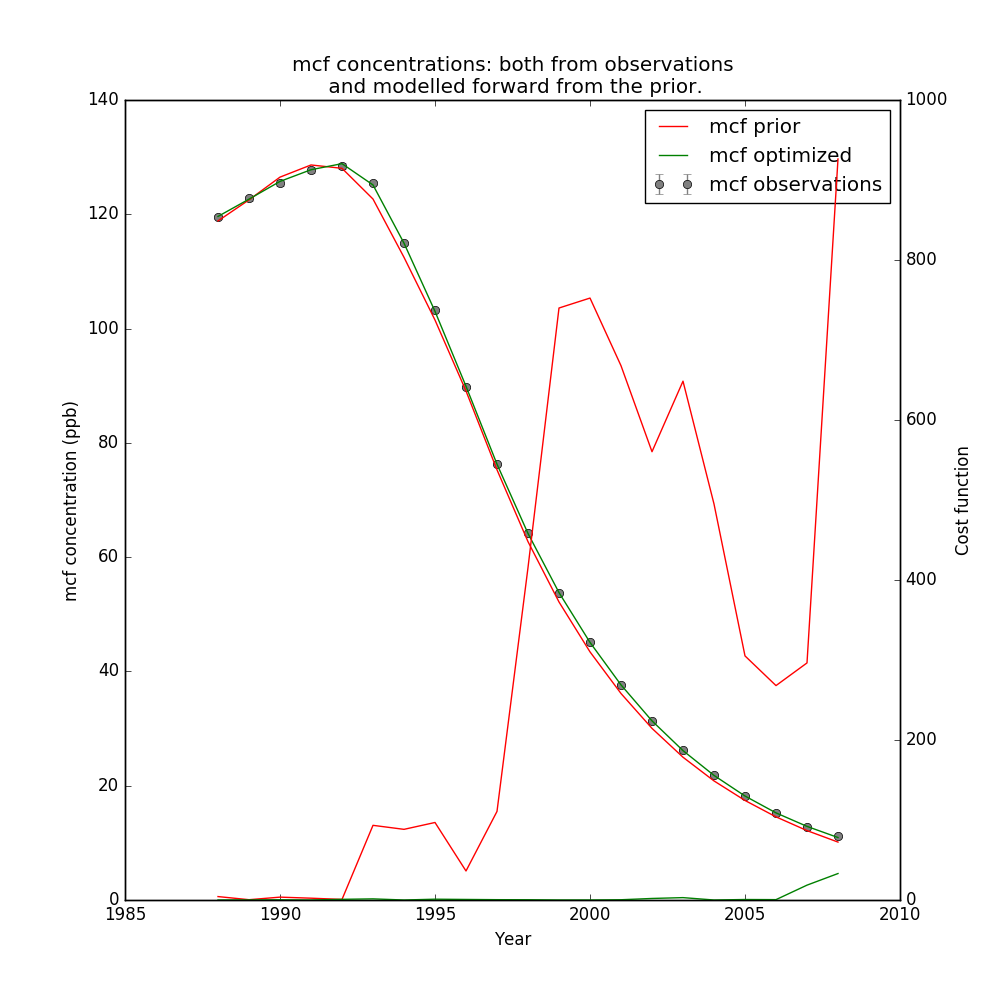 mcf concentrations: both from observations
and modelled forward from the prior.
140
120
100
80
60
40
20
0
mcf concentration (ppb)
1000
800
600
400
200
0
Cost function
mcf prior
mcf optimized
mcf observations
1985 1990 1995 2000 2005 2010
Year